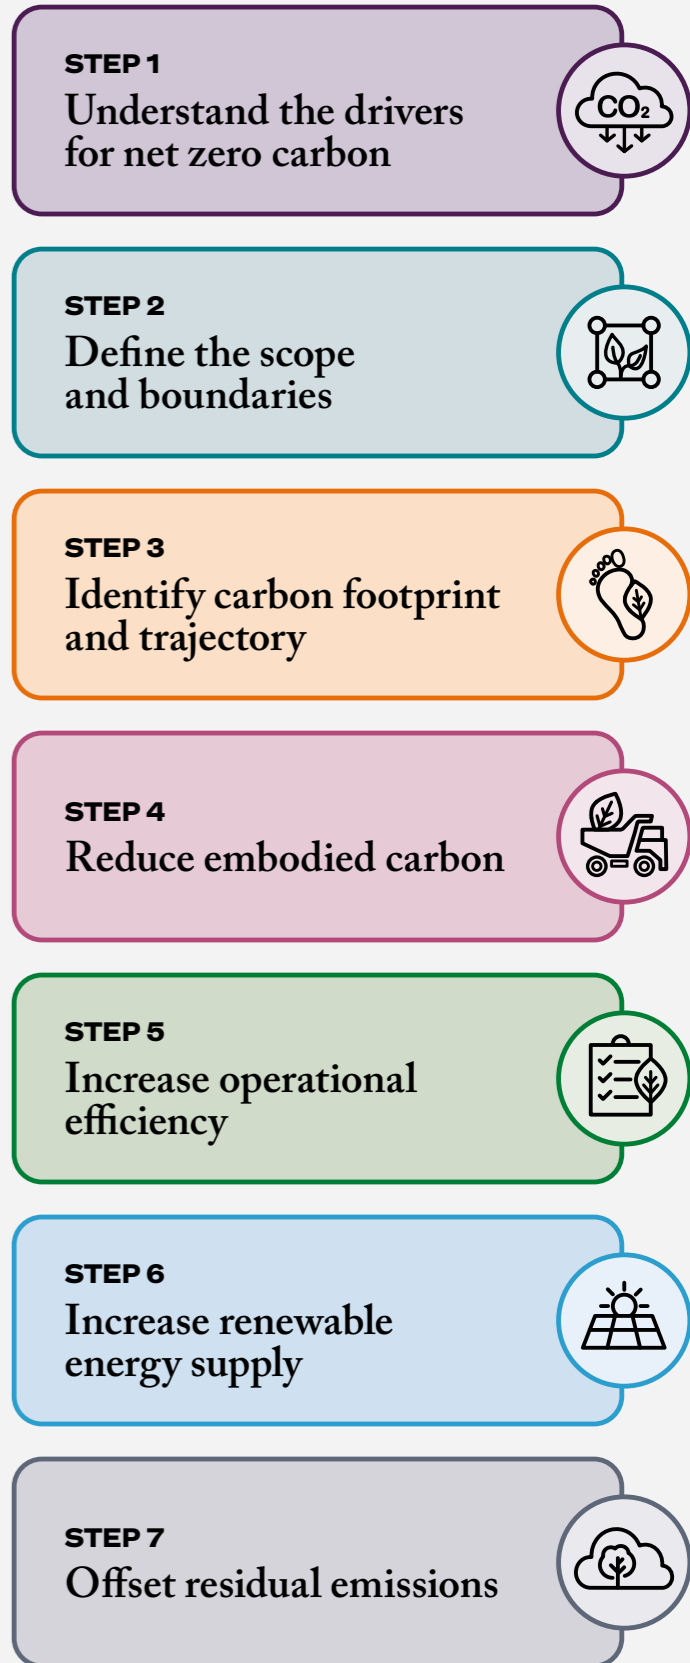 STEP 1
Understand the drivers
for net zero carbon
CO₂
STEP 2
Define the scope
and boundaries
STEP 3
Identify carbon footprint
and trajectory
STEP 4
Reduce embodied carbon
STEP 5
Increase operational
efficiency
STEP 6
Increase renewable
energy supply
STEP 7
Offset residual emissions